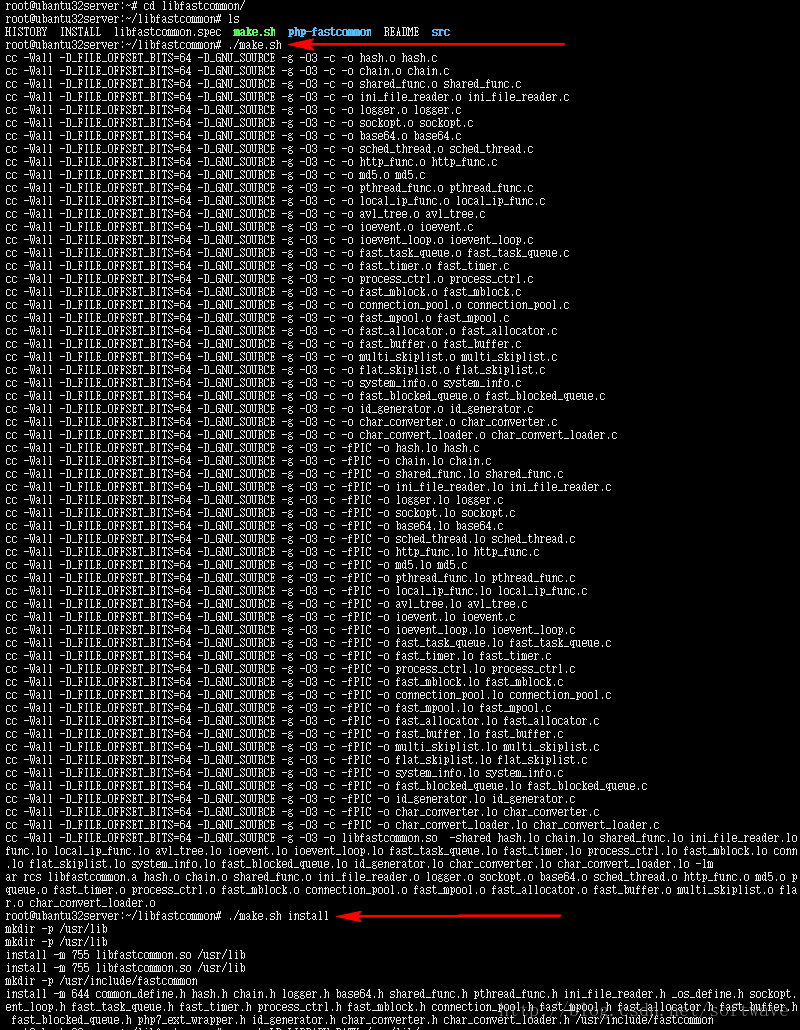 root@ubantu32server:~# cd libfastcommon/
root@ubantu32server:~/libfastcommon# ls
HISTORY  INSTALL  libfastcommon.spec  make.sh  php-fastcommon  README  src
root@ubantu32server:~/libfastcommon# ./make.sh
cc -Wall -D_FILE_OFFSET_BITS=64 -D_GNU_SOURCE -g -O3 -c -o hash.o hash.c
cc -Wall -D_FILE_OFFSET_BITS=64 -D_GNU_SOURCE -g -O3 -c -o chain.o chain.c
cc -Wall -D_FILE_OFFSET_BITS=64 -D_GNU_SOURCE -g -O3 -c -o shared_func.o shared_func.c
cc -Wall -D_FILE_OFFSET_BITS=64 -D_GNU_SOURCE -g -O3 -c -o ini_file_reader.o ini_file_reader.c
cc -Wall -D_FILE_OFFSET_BITS=64 -D_GNU_SOURCE -g -O3 -c -o logger.o logger.c
cc -Wall -D_FILE_OFFSET_BITS=64 -D_GNU_SOURCE -g -O3 -c -o sockopt.o sockopt.c
cc -Wall -D_FILE_OFFSET_BITS=64 -D_GNU_SOURCE -g -O3 -c -o base64.o base64.c
cc -Wall -D_FILE_OFFSET_BITS=64 -D_GNU_SOURCE -g -O3 -c -o sched_thread.o sched_thread.c
cc -Wall -D_FILE_OFFSET_BITS=64 -D_GNU_SOURCE -g -O3 -c -o http_func.o http_func.c
cc -Wall -D_FILE_OFFSET_BITS=64 -D_GNU_SOURCE -g -O3 -c -o md5.o md5.c
cc -Wall -D_FILE_OFFSET_BITS=64 -D_GNU_SOURCE -g -O3 -c -o pthread_func.o pthread_func.c
cc -Wall -D_FILE_OFFSET_BITS=64 -D_GNU_SOURCE -g -O3 -c -o local_ip_func.o local_ip_func.c
cc -Wall -D_FILE_OFFSET_BITS=64 -D_GNU_SOURCE -g -O3 -c -o avl_tree.o avl_tree.c
cc -Wall -D_FILE_OFFSET_BITS=64 -D_GNU_SOURCE -g -O3 -c -o ioevent.o ioevent.c
cc -Wall -D_FILE_OFFSET_BITS=64 -D_GNU_SOURCE -g -O3 -c -o ioevent_loop.o ioevent_loop.c
cc -Wall -D_FILE_OFFSET_BITS=64 -D_GNU_SOURCE -g -O3 -c -o fast_task_queue.o fast_task_queue.c
cc -Wall -D_FILE_OFFSET_BITS=64 -D_GNU_SOURCE -g -O3 -c -o fast_timer.o fast_timer.c
cc -Wall -D_FILE_OFFSET_BITS=64 -D_GNU_SOURCE -g -O3 -c -o process_ctrl.o process_ctrl.c
cc -Wall -D_FILE_OFFSET_BITS=64 -D_GNU_SOURCE -g -O3 -c -o fast_mblock.o fast_mblock.c
cc -Wall -D_FILE_OFFSET_BITS=64 -D_GNU_SOURCE -g -O3 -c -o connection_pool.o connection_pool.c
cc -Wall -D_FILE_OFFSET_BITS=64 -D_GNU_SOURCE -g -O3 -c -o fast_mpool.o fast_mpool.c
cc -Wall -D_FILE_OFFSET_BITS=64 -D_GNU_SOURCE -g -O3 -c -o fast_allocator.o fast_allocator.c
cc -Wall -D_FILE_OFFSET_BITS=64 -D_GNU_SOURCE -g -O3 -c -o fast_buffer.o fast_buffer.c
cc -Wall -D_FILE_OFFSET_BITS=64 -D_GNU_SOURCE -g -O3 -c -o multi_skiplist.o multi_skiplist.c
cc -Wall -D_FILE_OFFSET_BITS=64 -D_GNU_SOURCE -g -O3 -c -o flat_skiplist.o flat_skiplist.c
cc -Wall -D_FILE_OFFSET_BITS=64 -D_GNU_SOURCE -g -O3 -c -o system_info.o system_info.c
cc -Wall -D_FILE_OFFSET_BITS=64 -D_GNU_SOURCE -g -O3 -c -o fast_blocked_queue.o fast_blocked_queue.c
cc -Wall -D_FILE_OFFSET_BITS=64 -D_GNU_SOURCE -g -O3 -c -o id_generator.o id_generator.c
cc -Wall -D_FILE_OFFSET_BITS=64 -D_GNU_SOURCE -g -O3 -c -o char_converter.o char_converter.c
cc -Wall -D_FILE_OFFSET_BITS=64 -D_GNU_SOURCE -g -O3 -c -o char_convert_loader.o char_convert_loader.c
cc -Wall -D_FILE_OFFSET_BITS=64 -D_GNU_SOURCE -g -O3 -c -fPIC -o hash.lo hash.c
cc -Wall -D_FILE_OFFSET_BITS=64 -D_GNU_SOURCE -g -O3 -c -fPIC -o chain.lo chain.c
cc -Wall -D_FILE_OFFSET_BITS=64 -D_GNU_SOURCE -g -O3 -c -fPIC -o shared_func.lo shared_func.c
cc -Wall -D_FILE_OFFSET_BITS=64 -D_GNU_SOURCE -g -O3 -c -fPIC -o ini_file_reader.lo ini_file_reader.c
cc -Wall -D_FILE_OFFSET_BITS=64 -D_GNU_SOURCE -g -O3 -c -fPIC -o logger.lo logger.c
cc -Wall -D_FILE_OFFSET_BITS=64 -D_GNU_SOURCE -g -O3 -c -fPIC -o sockopt.lo sockopt.c
cc -Wall -D_FILE_OFFSET_BITS=64 -D_GNU_SOURCE -g -O3 -c -fPIC -o base64.lo base64.c
cc -Wall -D_FILE_OFFSET_BITS=64 -D_GNU_SOURCE -g -O3 -c -fPIC -o sched_thread.lo sched_thread.c
cc -Wall -D_FILE_OFFSET_BITS=64 -D_GNU_SOURCE -g -O3 -c -fPIC -o http_func.lo http_func.c
cc -Wall -D_FILE_OFFSET_BITS=64 -D_GNU_SOURCE -g -O3 -c -fPIC -o md5.lo md5.c
cc -Wall -D_FILE_OFFSET_BITS=64 -D_GNU_SOURCE -g -O3 -c -fPIC -o pthread_func.lo pthread_func.c
cc -Wall -D_FILE_OFFSET_BITS=64 -D_GNU_SOURCE -g -O3 -c -fPIC -o local_ip_func.lo local_ip_func.c
cc -Wall -D_FILE_OFFSET_BITS=64 -D_GNU_SOURCE -g -O3 -c -fPIC -o avl_tree.lo avl_tree.c
cc -Wall -D_FILE_OFFSET_BITS=64 -D_GNU_SOURCE -g -O3 -c -fPIC -o ioevent.lo ioevent.c
cc -Wall -D_FILE_OFFSET_BITS=64 -D_GNU_SOURCE -g -O3 -c -fPIC -o ioevent_loop.lo ioevent_loop.c
cc -Wall -D_FILE_OFFSET_BITS=64 -D_GNU_SOURCE -g -O3 -c -fPIC -o fast_task_queue.lo fast_task_queue.c
cc -Wall -D_FILE_OFFSET_BITS=64 -D_GNU_SOURCE -g -O3 -c -fPIC -o fast_timer.lo fast_timer.c
cc -Wall -D_FILE_OFFSET_BITS=64 -D_GNU_SOURCE -g -O3 -c -fPIC -o process_ctrl.lo process_ctrl.c
cc -Wall -D_FILE_OFFSET_BITS=64 -D_GNU_SOURCE -g -O3 -c -fPIC -o fast_mblock.lo fast_mblock.c
cc -Wall -D_FILE_OFFSET_BITS=64 -D_GNU_SOURCE -g -O3 -c -fPIC -o connection_pool.lo connection_pool.c
cc -Wall -D_FILE_OFFSET_BITS=64 -D_GNU_SOURCE -g -O3 -c -fPIC -o fast_mpool.lo fast_mpool.c
cc -Wall -D_FILE_OFFSET_BITS=64 -D_GNU_SOURCE -g -O3 -c -fPIC -o fast_allocator.lo fast_allocator.c
cc -Wall -D_FILE_OFFSET_BITS=64 -D_GNU_SOURCE -g -O3 -c -fPIC -o fast_buffer.lo fast_buffer.c
cc -Wall -D_FILE_OFFSET_BITS=64 -D_GNU_SOURCE -g -O3 -c -fPIC -o multi_skiplist.lo multi_skiplist.c
cc -Wall -D_FILE_OFFSET_BITS=64 -D_GNU_SOURCE -g -O3 -c -fPIC -o flat_skiplist.lo flat_skiplist.c
cc -Wall -D_FILE_OFFSET_BITS=64 -D_GNU_SOURCE -g -O3 -c -fPIC -o system_info.lo system_info.c
cc -Wall -D_FILE_OFFSET_BITS=64 -D_GNU_SOURCE -g -O3 -c -fPIC -o fast_blocked_queue.lo fast_blocked_queue.c
cc -Wall -D_FILE_OFFSET_BITS=64 -D_GNU_SOURCE -g -O3 -c -fPIC -o id_generator.lo id_generator.c
cc -Wall -D_FILE_OFFSET_BITS=64 -D_GNU_SOURCE -g -O3 -c -fPIC -o char_converter.lo char_converter.c
cc -Wall -D_FILE_OFFSET_BITS=64 -D_GNU_SOURCE -g -O3 -c -fPIC -o char_convert_loader.lo char_convert_loader.c
cc -Wall -D_FILE_OFFSET_BITS=64 -D_GNU_SOURCE -g -O3 -o libfastcommon.so  -shared hash.lo chain.lo shared_func.lo ini_file_reader.lo
func.lo local_ip_func.lo avl_tree.lo ioevent.lo ioevent_loop.lo fast_task_queue.lo fast_timer.lo process_ctrl.lo fast_mblock.lo conn
.lo flat_skiplist.lo system_info.lo fast_blocked_queue.lo id_generator.lo char_converter.lo char_convert_loader.lo -lm
ar rcs libfastcommon.a hash.o chain.o shared_func.o ini_file_reader.o logger.o sockopt.o base64.o sched_thread.o http_func.o md5.o p
queue.o fast_timer.o process_ctrl.o fast_mblock.o connection_pool.o fast_mpool.o fast_allocator.o fast_buffer.o multi_skiplist.o fla
r.o char_convert_loader.o
root@ubantu32server:~/libfastcommon# ./make.sh install
mkdir -p /usr/lib
mkdir -p /usr/lib
install -m 755 libfastcommon.so /usr/lib
install -m 755 libfastcommon.so /usr/lib
mkdir -p /usr/include/fastcommon
install -m 644 common_define.h hash.h chain.h logger.h base64.h shared_func.h pthread_func.h ini_file_reader.h _os_define.h sockopt.
ent_loop.h fast_task_queue.h fast_timer.h process_ctrl.h fast_mblock.h connection_pool.h fast_mpool.h fast_allocator.h fast_buffer.h
fast_blocked_queue.h php7_ext_wrapper.h id_generator.h char_converter.h char_convert_loader.h /usr/include/fastcommon